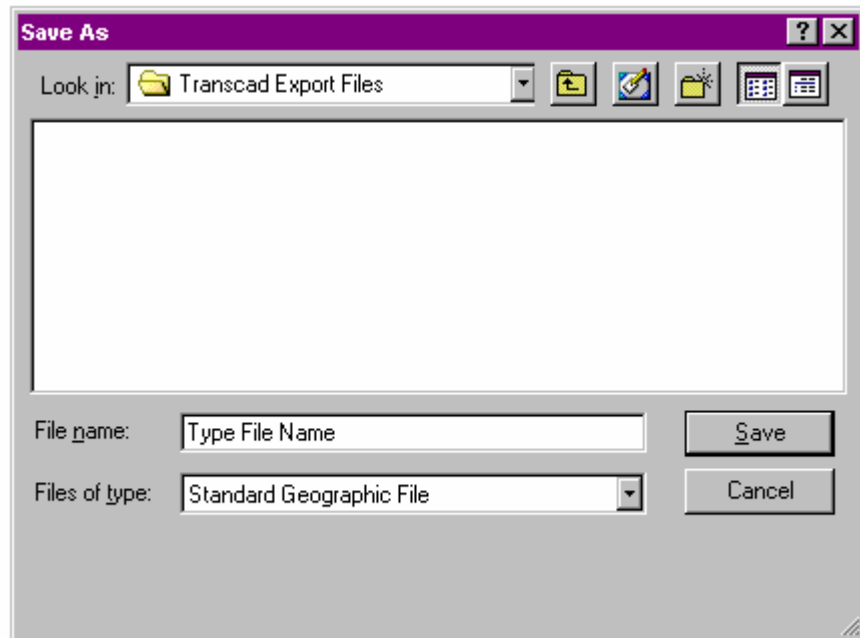 Save As
Look in: Transcad Export Files
File name: Type File Name Save
Files of type: Standard Geographic File Cancel